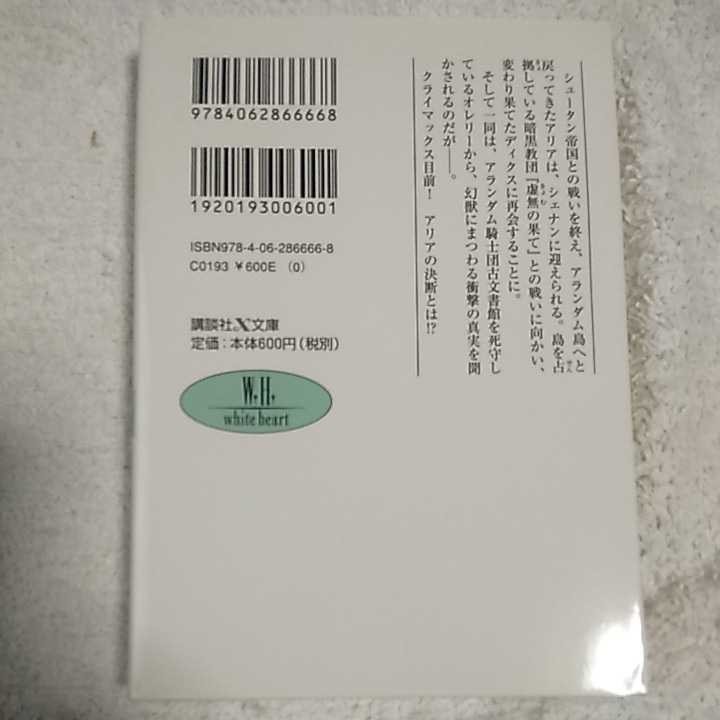 9784062866668
1920193006001
ISBN978-4-06-286666-8
C0193 ¥600E (0)
講談社X文庫
定価:本体600円(税別)
W.H.
white heart
シュータン帝国との戦いを終え、アランダム島へと
戻ってきたアリアは、シェナンに迎えられる。島を占
拠している暗黒教団『虚無の果て』との戦いに向かい、
変わり果てたディクスに再会することに。
そして一同は、アランダム騎士団古文書館を死守し
ているオレリーから、幻獣にまつわる衝撃の真実を聞
かされるのだが――。
クライマックス目前! アリアの決断とは!?